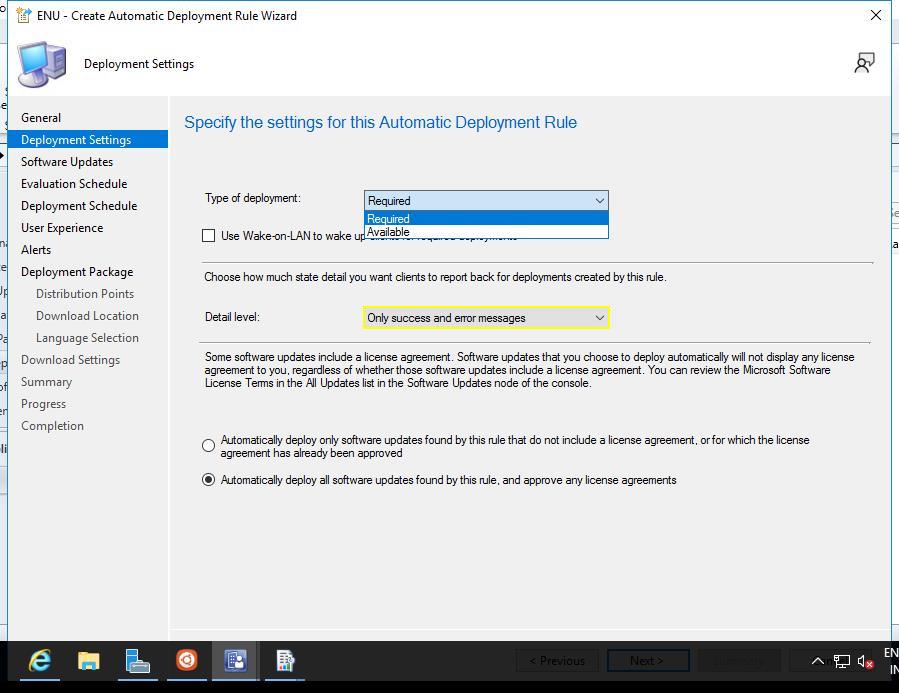 ENU - Create Automatic Deployment Rule Wizard
Deployment Settings
General
Deployment Settings
Software Updates
Evaluation Schedule
Deployment Schedule
User Experience
Alerts
Deployment Package
Distribution Points
Download Location
Language Selection
Download Settings
Summary
Progress
Completion
Specify the settings for this Automatic Deployment Rule
Type of deployment:
Required
Required
Available
Use Wake-on-LAN to wake up clients for required deployments
Choose how much state detail you want clients to report back for deployments created by this rule.
Detail level:
Only success and error messages
Some software updates include a license agreement. Software updates that you choose to deploy automatically will not display any license
agreement to you, regardless of whether those software updates include a license agreement. You can review the Microsoft Software
License Terms in the All Updates list in the Software Updates node of the console.
Automatically deploy only software updates found by this rule that do not include a license agreement, or for which the license
agreement has already been approved
Automatically deploy all software updates found by this rule, and approve any license agreements
< Previous
Next >
Summary
EN
IN